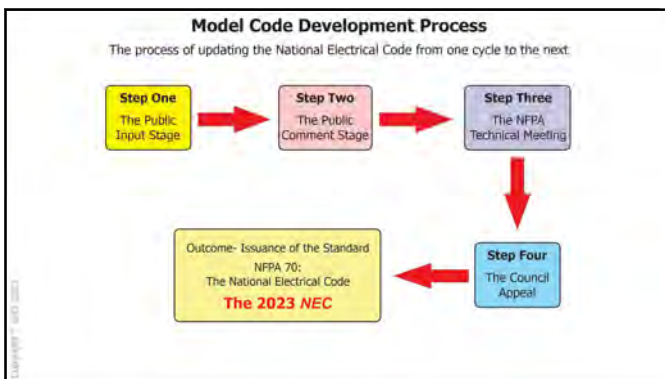 Model Code Development Process
The process of updating the National Electrical Code from one cycle to the next
Step One
The Public
Input Stage
Step Two
The Public
Comment Stage
Step Three
The NFPA
Technical Meeting
Step Four
The Council
Appeal
Outcome- Issuance of the Standard
NFPA 70:
The National Electrical Code
The 2023 NEC